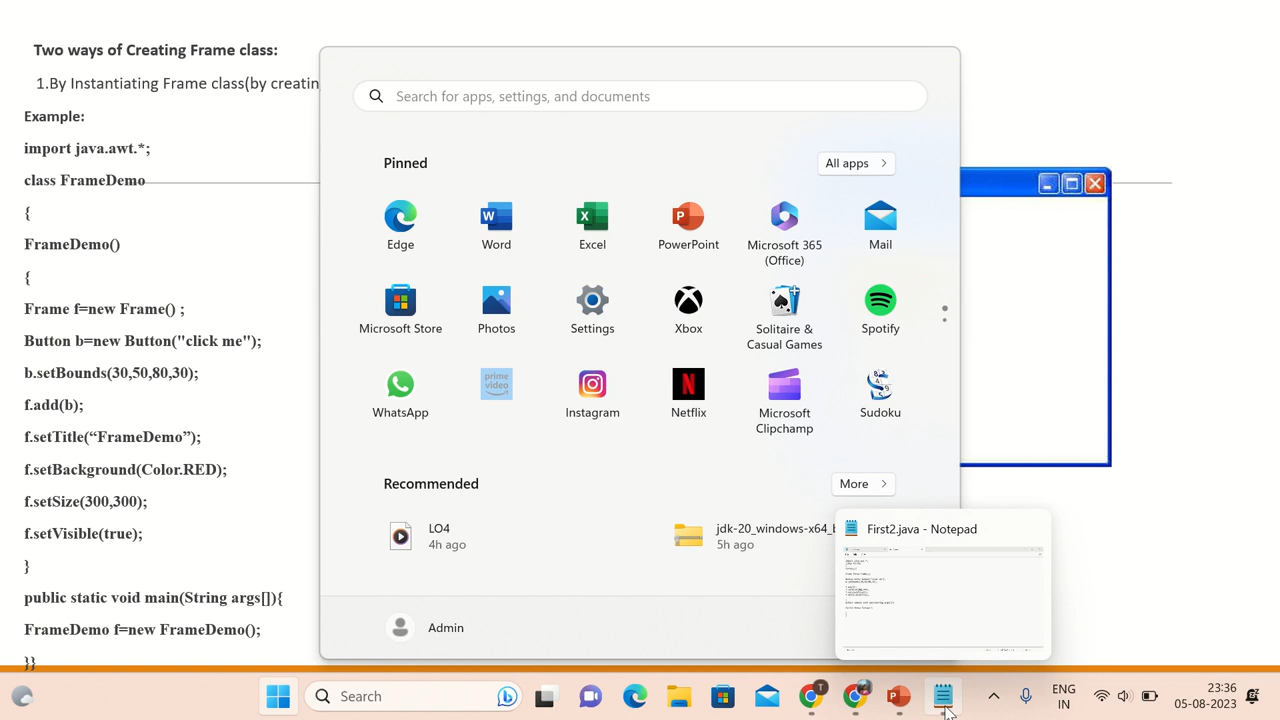 Two ways of Creating Frame class:
1.By Instantiating Frame class(by creatin
Example:
import java.awt.*;
class FrameDemo
{
FrameDemo()
{
Frame f=new Frame() ;
Button b=new Button("click me");
b.setBounds(30,50,80,30);
f.add(b);
f.setTitle(“FrameDemo”);
f.setBackground(Color.RED);
f.setSize(300,300);
f.setVisible(true);
}
public static void main(String args[]){
FrameDemo f=new FrameDemo();
}}
Search for apps, settings, and documents
Pinned
All apps
Edge
Word
Excel
PowerPoint
Microsoft 365
(Office)
Mail
Microsoft Store
Photos
Settings
Xbox
Solitaire &
Casual Games
Spotify
WhatsApp
prime
video
Instagram
Netflix
Microsoft
Clipchamp
Sudoku
Recommended
More
LO4
4h ago
jdk-20_windows-x64_b
5h ago
First2.java - Notepad
Admin
Search
ENG
IN
23:36
05-08-2023